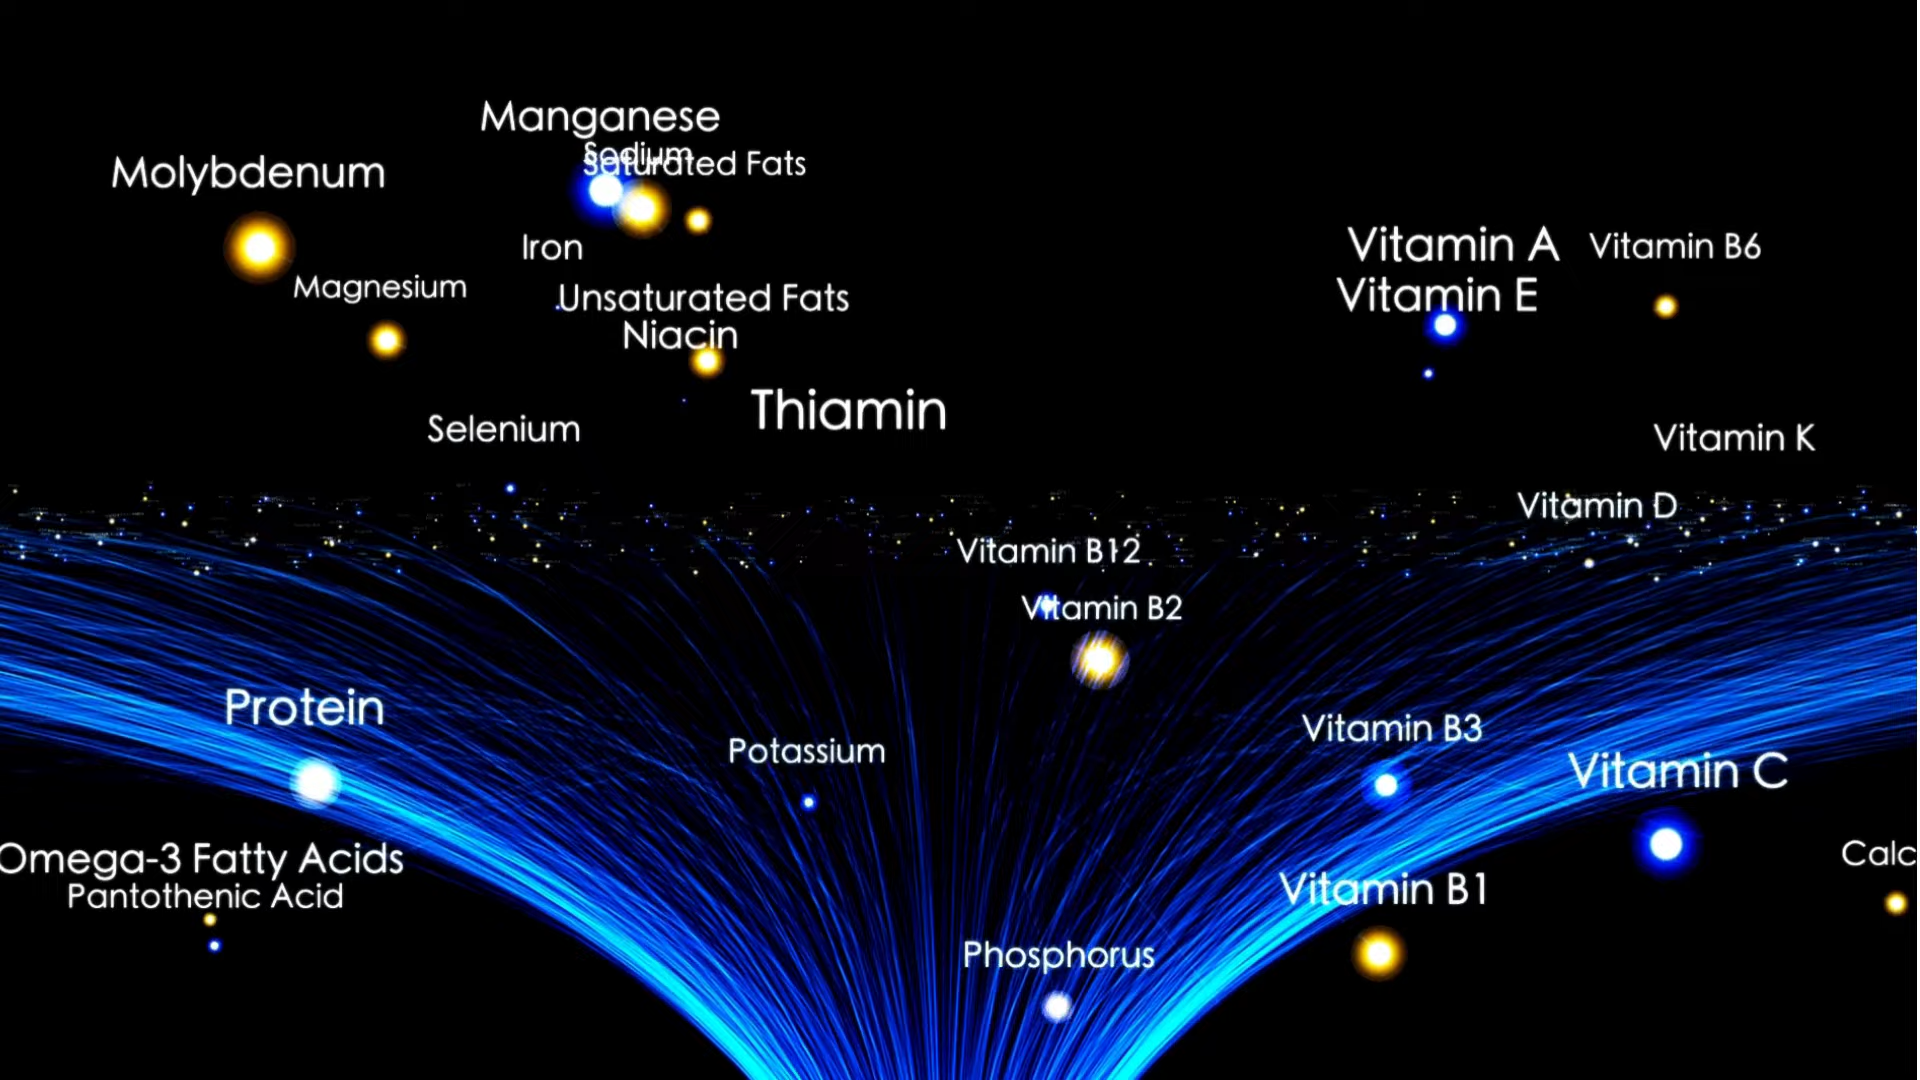 Manganese
Sodium
Saturated Fats
Molybdenum
Iron
Vitamin A
Vitamin B6
Magnesium
Unsaturated Fats
Vitamin E
Niacin
Thiamin
Selenium
Vitamin K
Vitamin D
Vitamin B12
Vitamin B2
Protein
Potassium
Vitamin B3
Vitamin C
Omega-3 Fatty Acids
Calc
Pantothenic Acid
Vitamin B1
Phosphorus